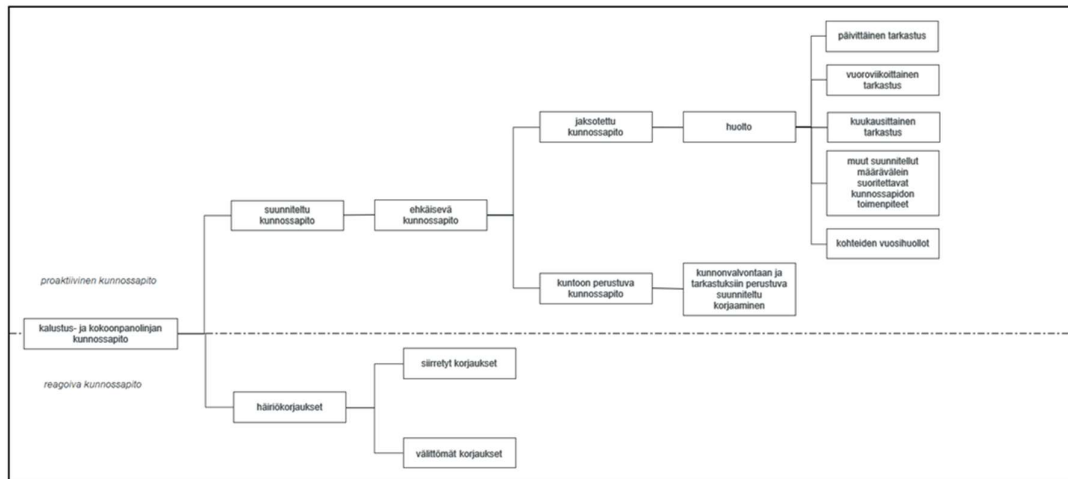 päivittäinen tarkastus
vuoroviikoittainen
tarkastus
jaksotettu
kunnossapito
huolto
kuukausittainen
tarkastus
muut suunnitellut
määrävälein
suoritettavat
kunnossapidon
toimenpiteet
suunniteltu
kunnossapito
ehkäisevä
kunnossapito
kohteiden vuosihuollot
proaktiivinen kunnossapito
kuntoon perustuva
kunnossapito
kunnonvalvontaan ja
tarkastuksiin perustuva
suunniteltu
korjaaminen
kalustus- ja kokoonpanolinjan
kunnossapito
reagoiva kunnossapito
siirretyt korjaukset
häiriökorjaukset
välittömät korjaukset